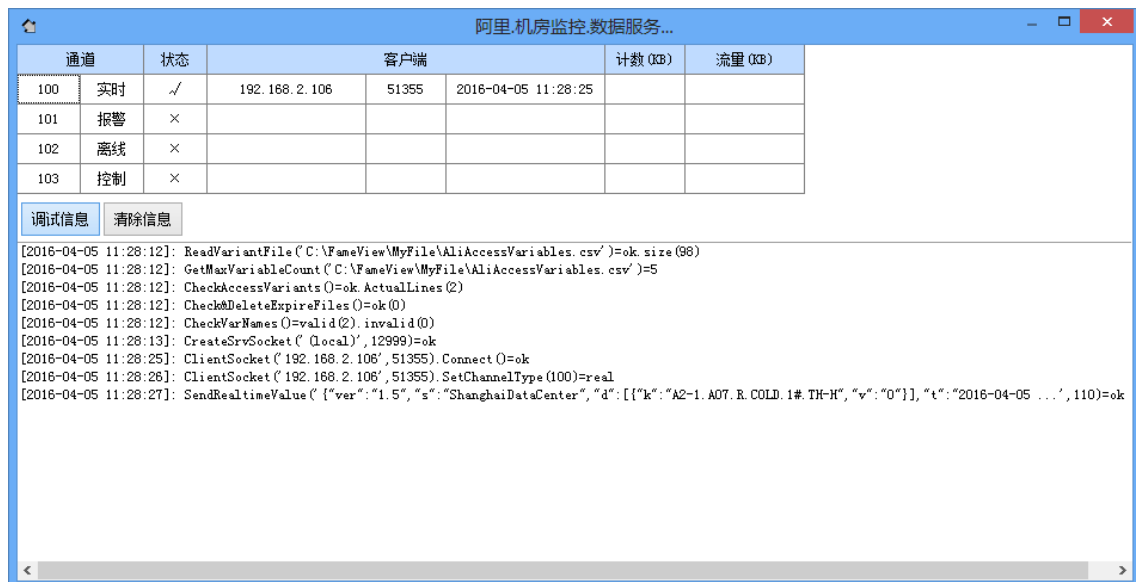 阿里.机房监控.数据服务...
通道 状态 客户端 计数(KB) 流量(KB)
100 实时 √ 192.168.2.106 51355 2016-04-05 11:28:25
101 报警 ×
102 离线 ×
103 控制 ×
调试信息 清除信息
[2016-04-05 11:28:12]: ReadVariantFile('C:\FameView\MyFile\AliAccessVariables.csv')=ok.size(98)
[2016-04-05 11:28:12]: GetMaxVariableCount('C:\FameView\MyFile\AliAccessVariables.csv')=5
[2016-04-05 11:28:12]: CheckAccessVariants()=ok.ActualLines(2)
[2016-04-05 11:28:12]: Check&DeleteExpireFiles()=ok(0)
[2016-04-05 11:28:12]: CheckVarNames()=valid(2).invalid(0)
[2016-04-05 11:28:13]: CreateSrvSocket('(local)',12999)=ok
[2016-04-05 11:28:25]: ClientSocket('192.168.2.106',51355).Connect()=ok
[2016-04-05 11:28:26]: ClientSocket('192.168.2.106',51355).SetChannelType(100)=real
[2016-04-05 11:28:27]: SendRealtimeValue('{"ver":"1.5","s":"ShanghaiDataCenter","d":[{"k":"A2-1.A07.R.COLD.1#.TH-H","v":"0"}],"t":"2016-04-05 ...',110)=ok